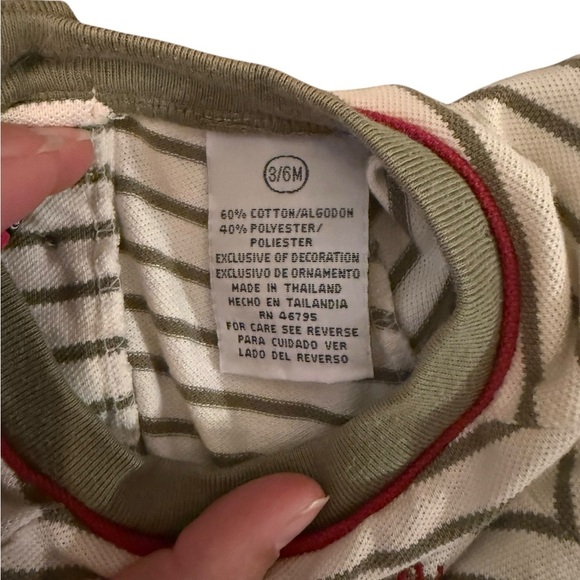 3/6M
60% COTTON/ALGODON
40% POLYESTER/
POLIESTER
EXCLUSIVE OF DECORATION
EXCLUSIVO DE ORNAMENTO
MADE IN THAILAND
HECHO EN TAILANDIA
RN 46795
FOR CARE SEE REVERSE
PARA CUIDADO VER
LADO DEL REVERSO